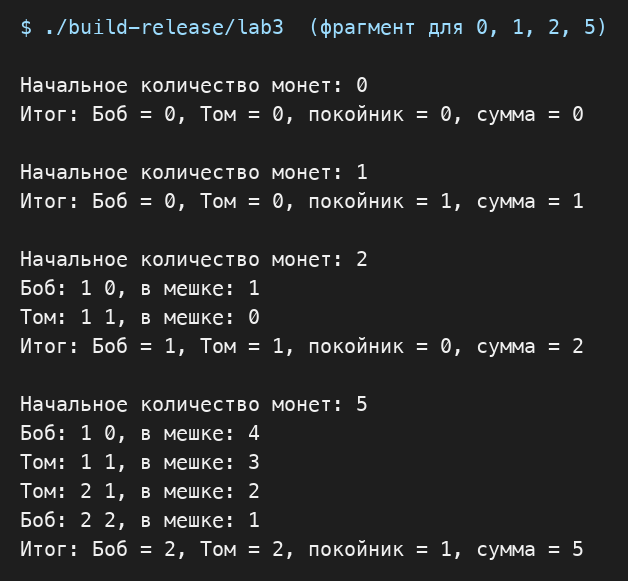 $ ./build-release/lab3  (фрагмент для 0, 1, 2, 5)
Начальное количество монет: 0
Итог: Боб = 0, Том = 0, покойник = 0, сумма = 0
Начальное количество монет: 1
Итог: Боб = 0, Том = 0, покойник = 1, сумма = 1
Начальное количество монет: 2
Боб: 1 0, в мешке: 1
Том: 1 1, в мешке: 0
Итог: Боб = 1, Том = 1, покойник = 0, сумма = 2
Начальное количество монет: 5
Боб: 1 0, в мешке: 4
Том: 1 1, в мешке: 3
Том: 2 1, в мешке: 2
Боб: 2 2, в мешке: 1
Итог: Боб = 2, Том = 2, покойник = 1, сумма = 5